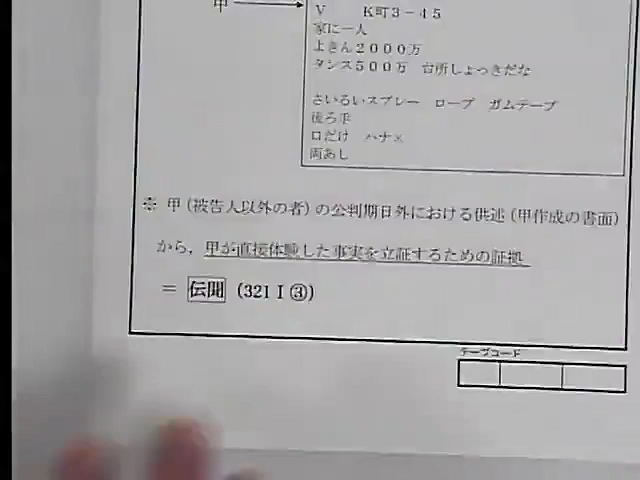 甲
V K町3-45
家に一人
よきん2000万
タンス500万 台所しょっきだな
さいるいスプレー ロープ ガムテープ
後ろ手
口だけ ハナ×
両あし
※ 甲(被告人以外の者)の公判期日外における供述(甲作成の書面)
から,甲が直接体験した事実を立証するための証拠
= 伝聞 (321Ⅰ③)
テープコード